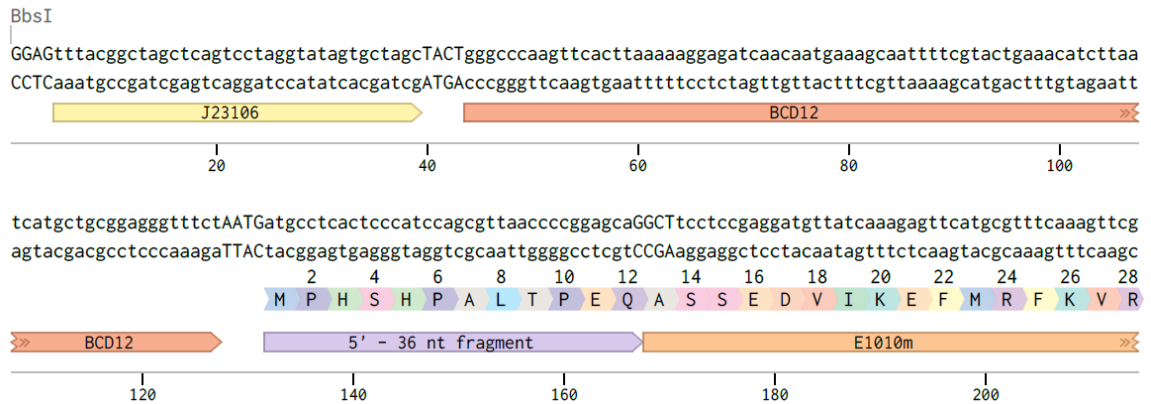 BbsI
GGAGtttacggctagctcagtcctaggtatagtgctagcTACTgggcccaagttcacttaaaaaggagatcaacaatgaaagcaattttcgtactgaaacatcttaa
CCTCaaatgccgatcgagtcaggatccatatcacgatcgATGAcccgggttcaagtgaatttttcctctagttgttactttcgttaaaagcatgactttgtagaatt
J23106
BCD12
20 40 60 80 100
tcatgctgcggagggtttctAATGatgcctcactcccatccagcgttaaccccggagcaGGCTtcctccgaggatgttatcaaagagttcatgcgtttcaaagttcg
agtacgacgcctcccaaagaTTACtacggagtgagggtaggtcgcaattggggcctcgtCCGAaggaggctcctacaatagtttctcaagtacgcaaagtttcaagc
2 4 6 8 10 12 14 16 18 20 22 24 26 28
M P H S H P A L T P E Q A S S E D V I K E F M R F K V R
BCD12
5' - 36 nt fragment
E1010m
120 140 160 180 200